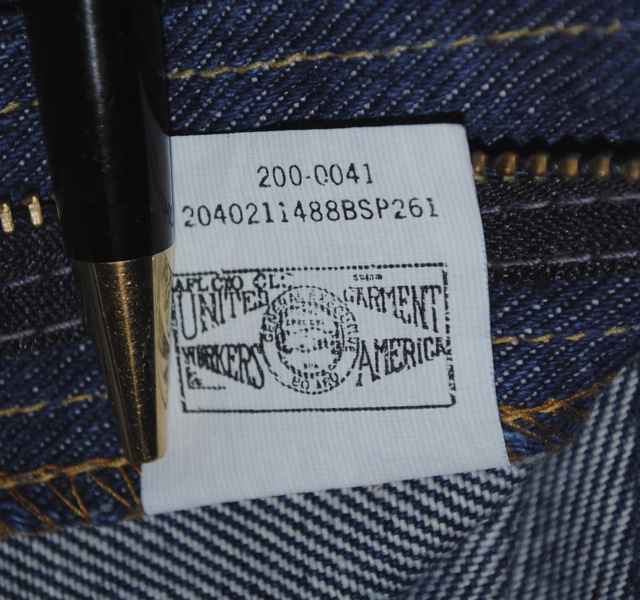 200-0041
2040211488BSP261
AFL CIO CLC
UNITED GARMENT
WORKERS AMERICA